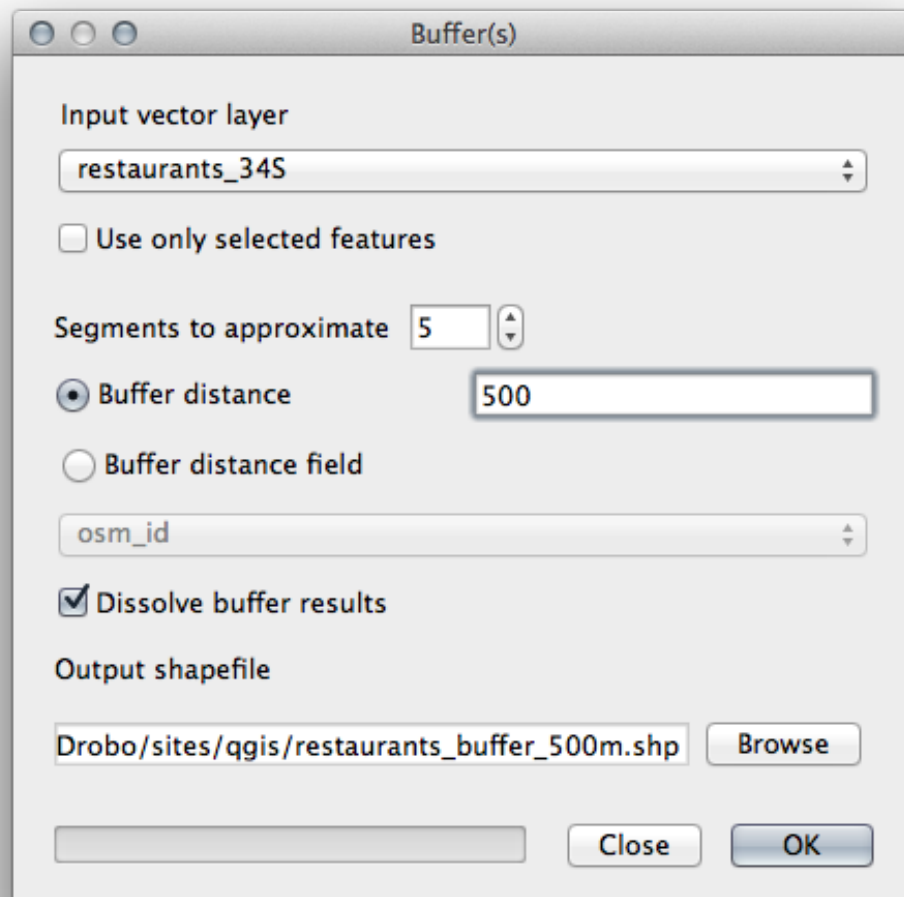 Buffer(s)
Input vector layer
restaurants_34S
Use only selected features
Segments to approximate 5
Buffer distance 500
Buffer distance field
osm_id
Dissolve buffer results
Output shapefile
Drobo/sites/qgis/restaurants_buffer_500m.shp Browse
Close OK